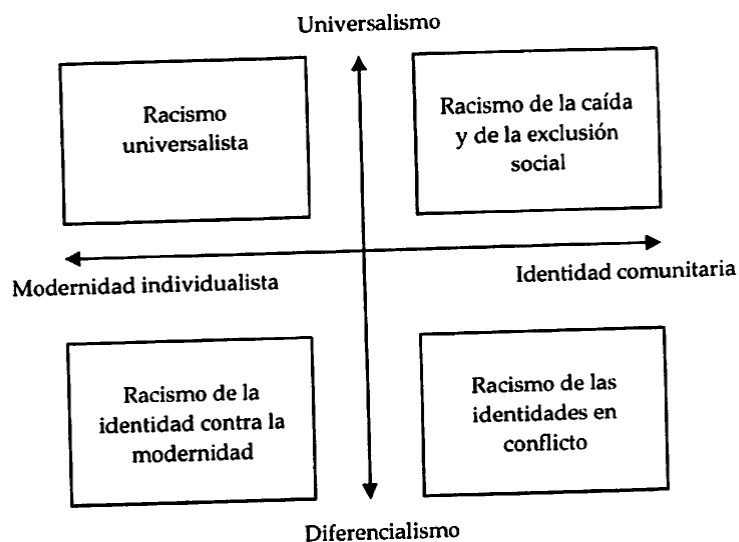 Universalismo
Racismo
universalista
Racismo de la caída
y de la exclusión
social
Modernidad individualista
Identidad comunitaria
Racismo de la
identidad contra la
modernidad
Racismo de las
identidades en
conflicto
Diferencialismo